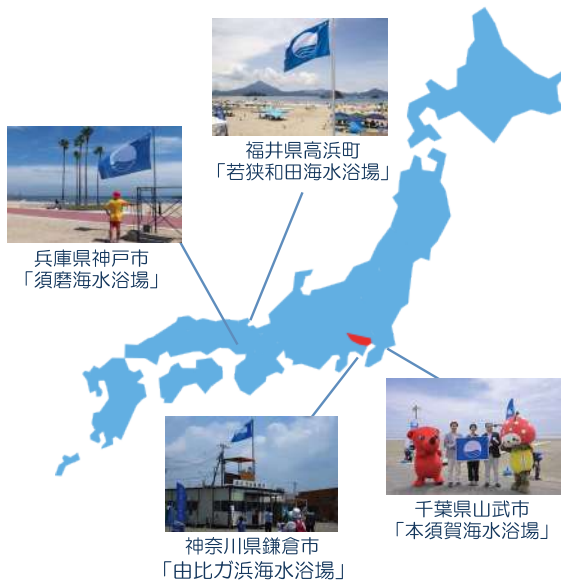 福井県高浜町
「若狭和田海水浴場」
兵庫県神戸市
「須磨海水浴場」
神奈川県鎌倉市
「由比ガ浜海水浴場」
千葉県山武市
「本須賀海水浴場」